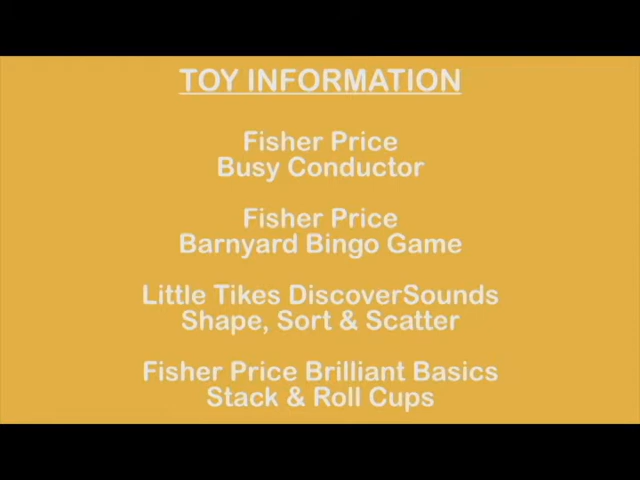 TOY INFORMATION
Fisher Price
Busy Conductor
Fisher Price
Barnyard Bingo Game
Little Tikes DiscoverSounds
Shape, Sort & Scatter
Fisher Price Brilliant Basics
Stack & Roll Cups